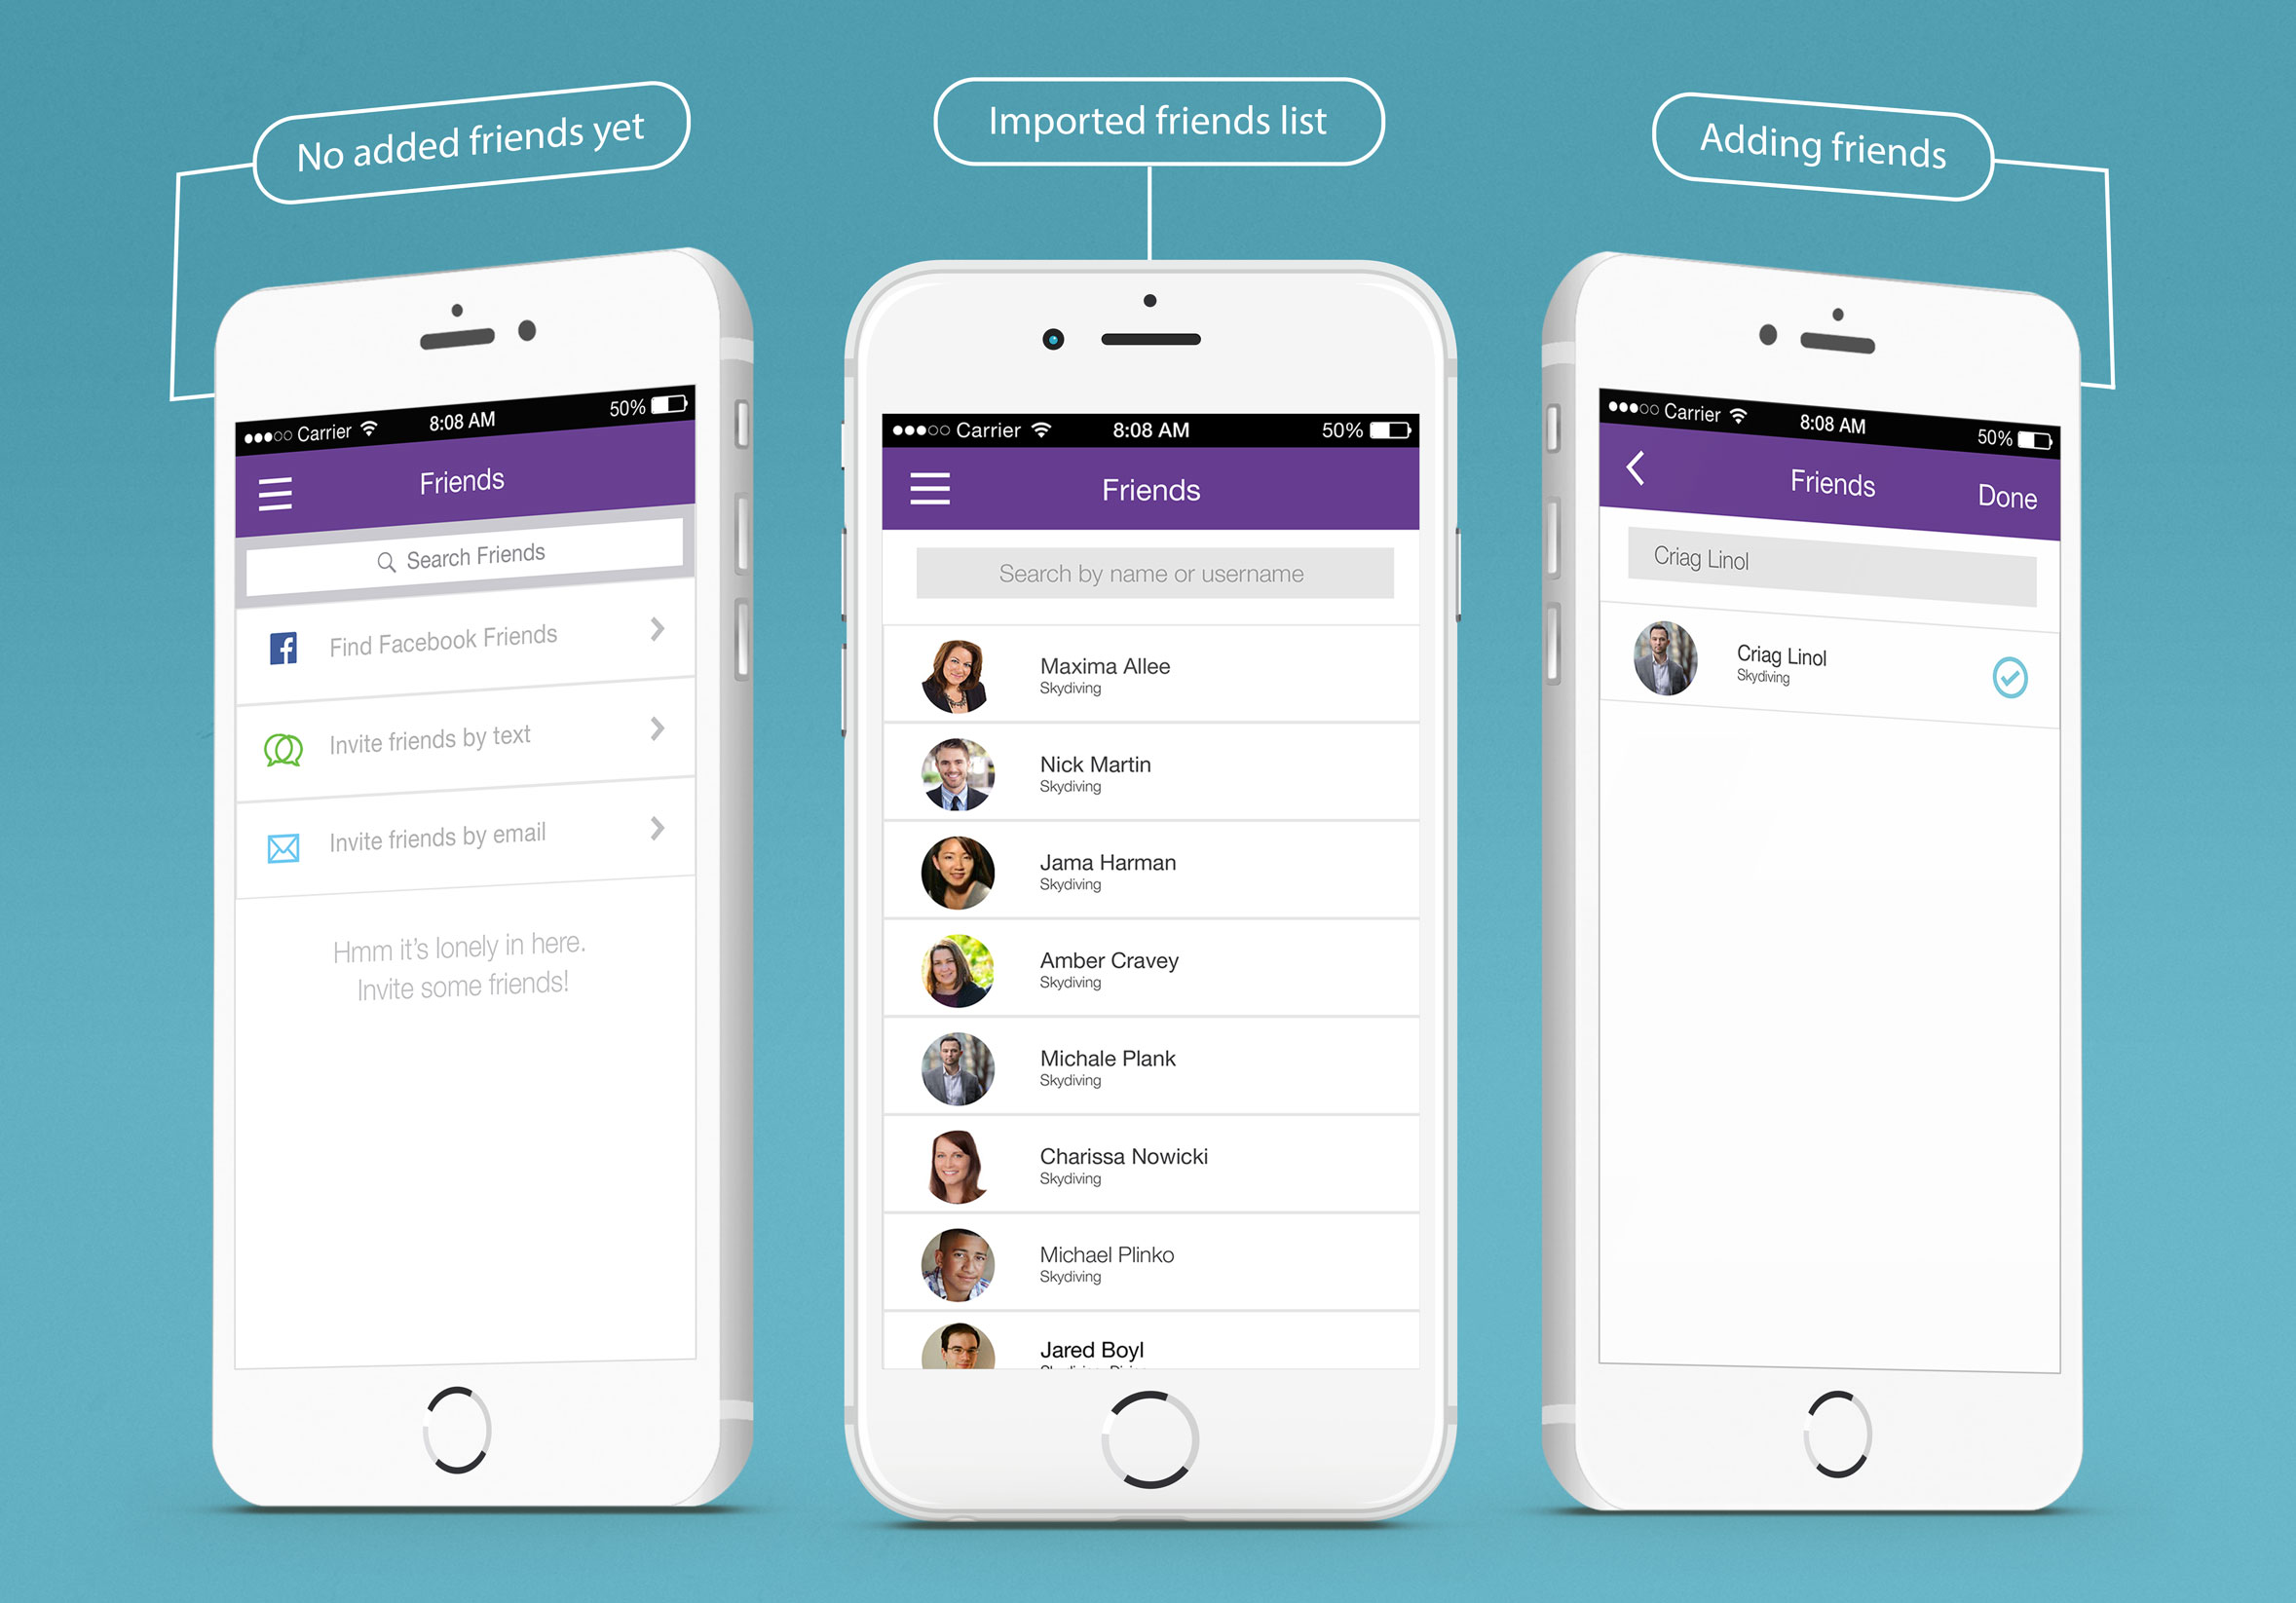 No added friends yet
Imported friends list
Adding friends
Carrier 8:08 AM 50%
Friends
Search Friends
Find Facebook Friends
Invite friends by text
Invite friends by email
Hmm it's lonely in here.
Invite some friends!
Carrier 8:08 AM 50%
Friends
Search by name or username
Maxima Allee
Skydiving
Nick Martin
Skydiving
Jama Harman
Skydiving
Amber Cravey
Skydiving
Michale Plank
Skydiving
Charissa Nowicki
Skydiving
Michael Plinko
Skydiving
Jared Boyl
Carrier 8:08 AM 50%
Friends Done
Criag Linol
Criag Linol
Skydiving